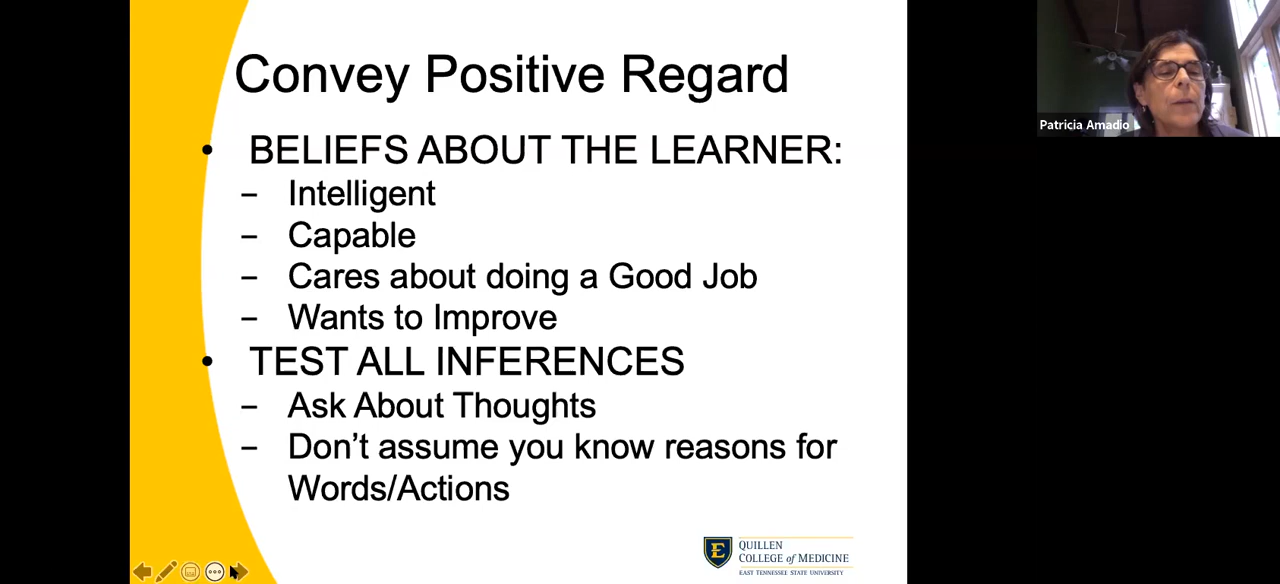 Convey Positive Regard
• BELIEFS ABOUT THE LEARNER:
– Intelligent
– Capable
– Cares about doing a Good Job
– Wants to Improve
• TEST ALL INFERENCES
– Ask About Thoughts
– Don’t assume you know reasons for
Words/Actions
E
QUILLEN
COLLEGE of MEDICINE
EAST TENNESSEE STATE UNIVERSITY
Patricia Amadio